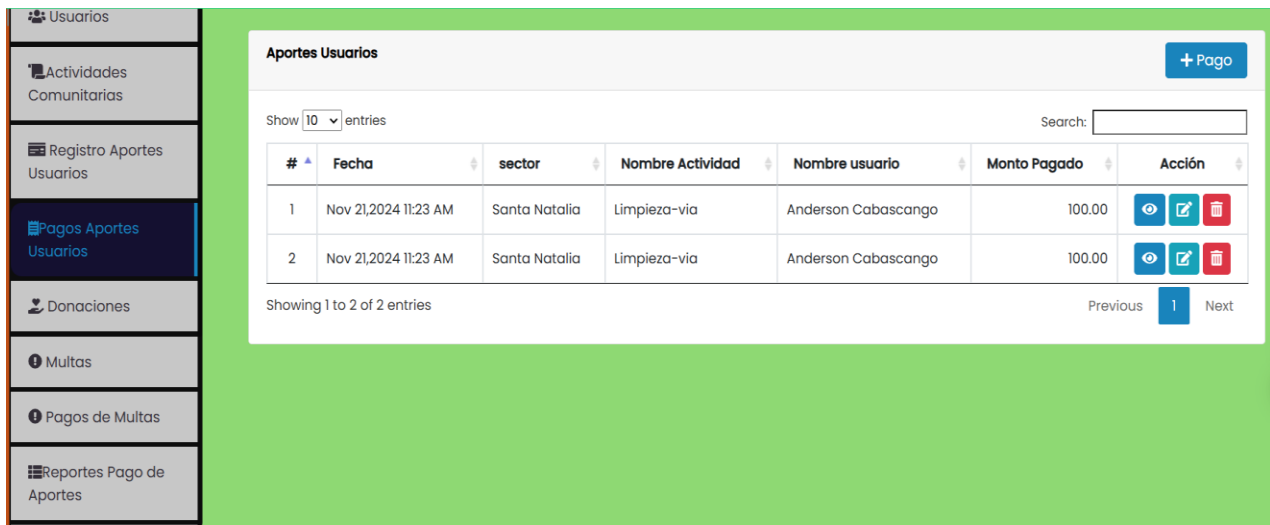 Usuarios
Actividades
Comunitarias
Registro Aportes
Usuarios
Pagos Aportes
Usuarios
Donaciones
Multas
Pagos de Multas
Reportes Pago de
Aportes
Aportes Usuarios
+ Pago
Show 10 entries
Search:
# Fecha sector Nombre Actividad Nombre usuario Monto Pagado Acción
1 Nov 21,2024 11:23 AM Santa Natalia Limpieza-via Anderson Cabascango 100.00
2 Nov 21,2024 11:23 AM Santa Natalia Limpieza-via Anderson Cabascango 100.00
Showing 1 to 2 of 2 entries
Previous 1 Next